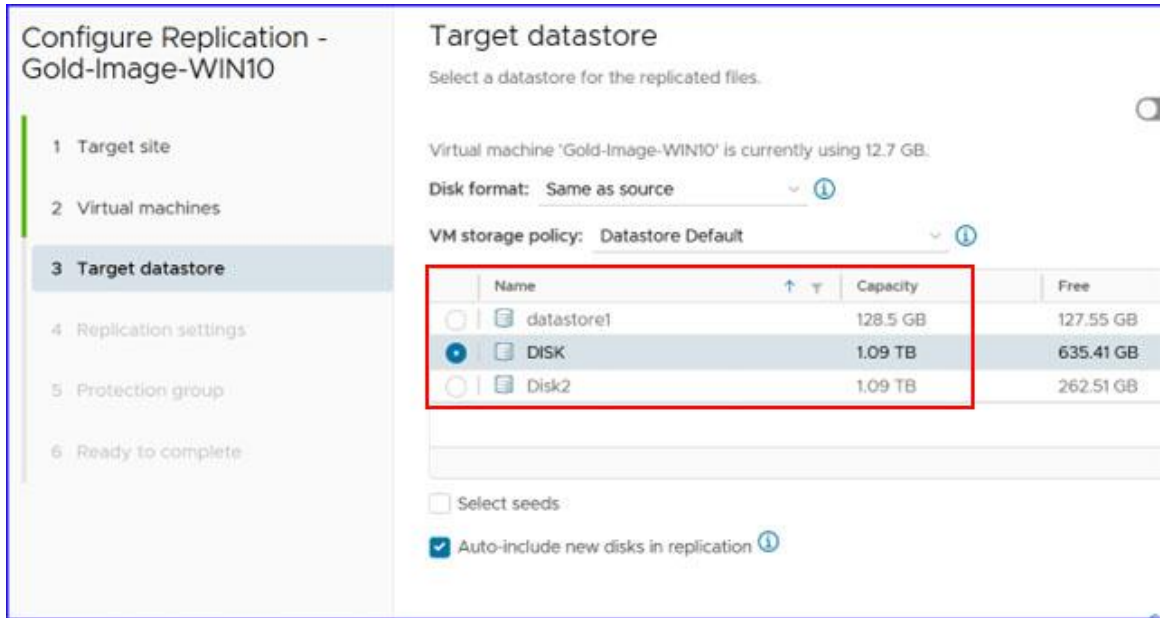 Configure Replication -
Gold-Image-WIN10
1 Target site
2 Virtual machines
3 Target datastore
4 Replication settings
5 Protection group
6 Ready to complete
Target datastore
Select a datastore for the replicated files.
Virtual machine 'Gold-Image-WIN10' is currently using 12.7 GB.
Disk format: Same as source
VM storage policy: Datastore Default
Name Capacity Free
datastore1 128.5 GB 127.55 GB
DISK 1.09 TB 635.41 GB
Disk2 1.09 TB 262.51 GB
Select seeds
Auto-include new disks in replication